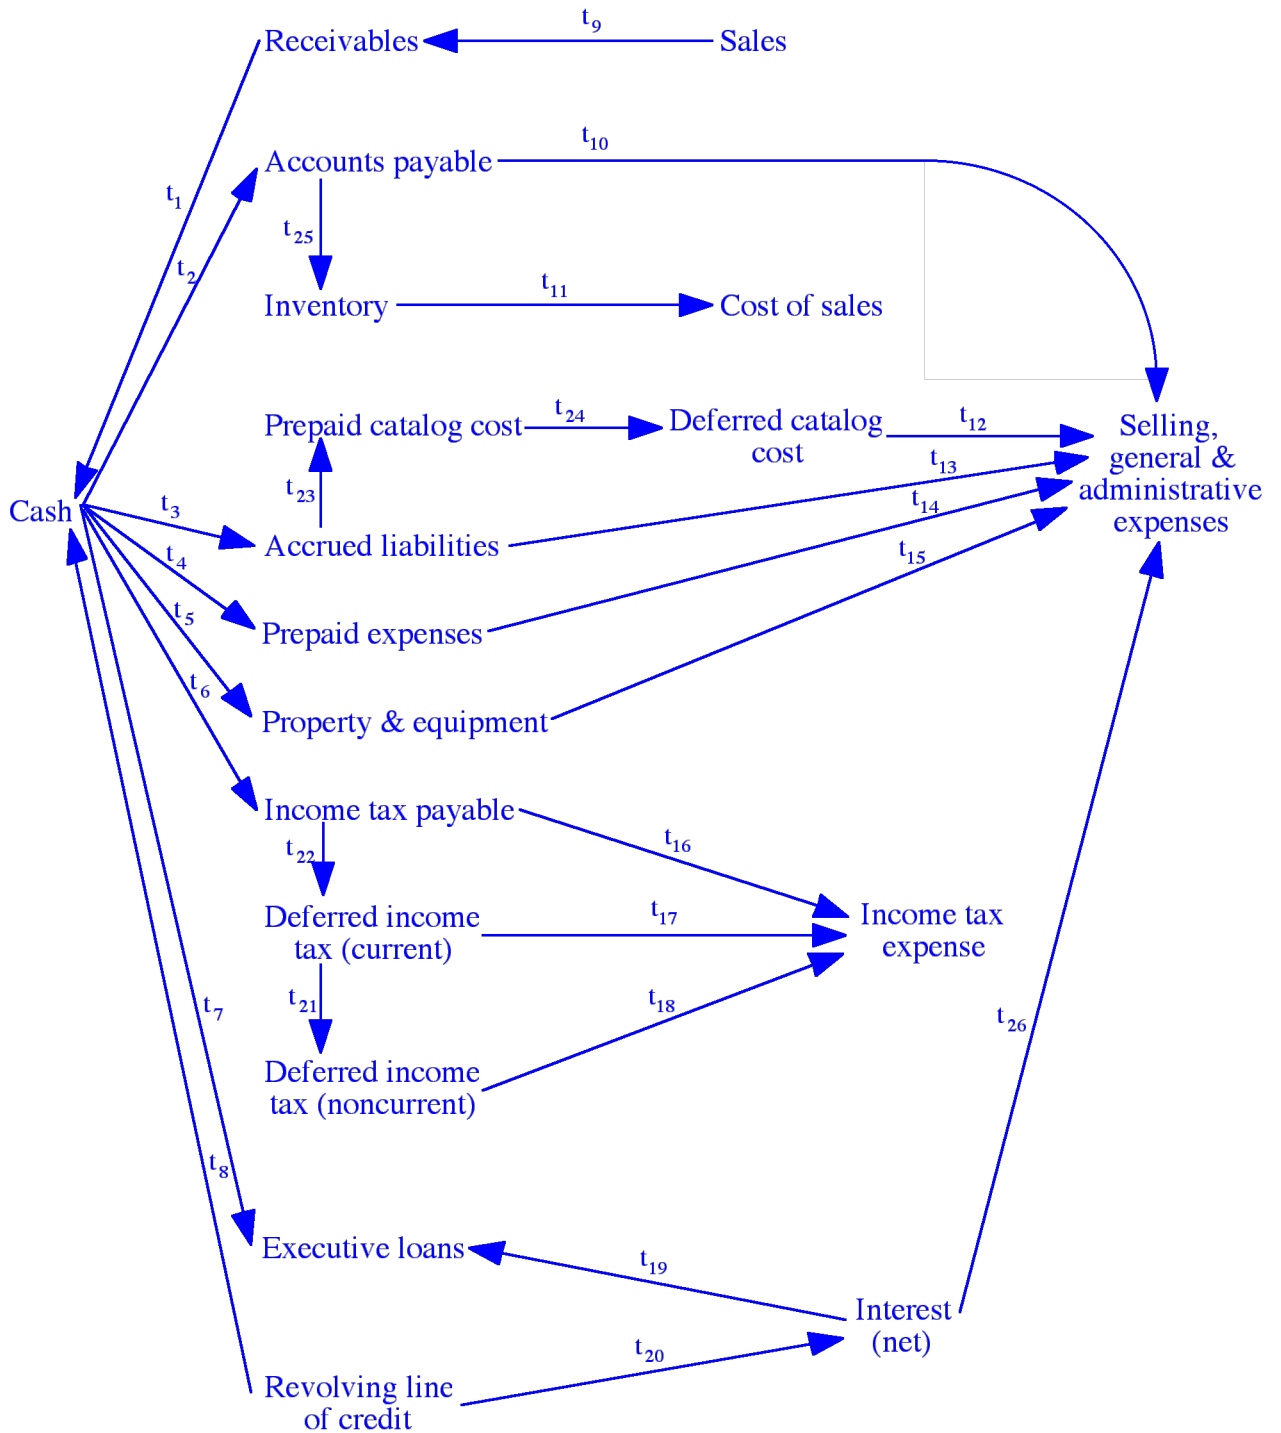 t9
Receivables
Sales
t10
Accounts payable
t1
t25
t2
t11
Inventory
Cost of sales
t24
t12
Prepaid catalog cost
Deferred catalog
cost
Selling,
general &
administrative
expenses
t13
t23
t14
t3
Cash
Accrued liabilities
t15
t4
t5
Prepaid expenses
t6
Property & equipment
Income tax payable
t16
t22
t17
Deferred income
tax (current)
Income tax
expense
t21
t18
t7
t26
Deferred income
tax (noncurrent)
t8
Executive loans
t19
Interest
(net)
t20
Revolving line
of credit